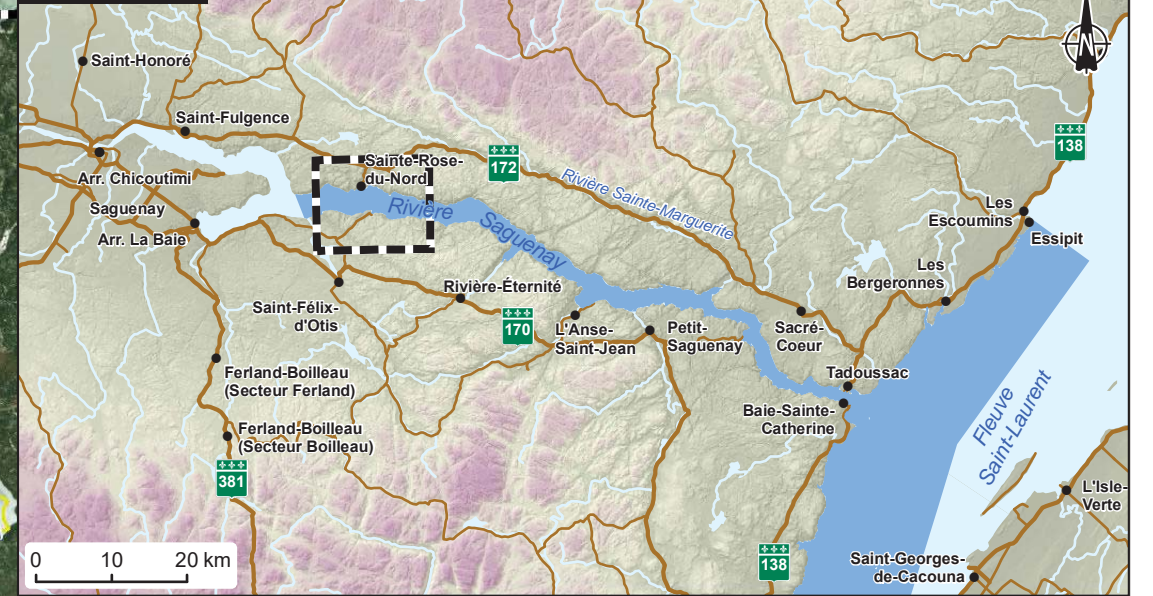 N
Saint-Honoré
Saint-Fulgence
138
Sainte-Rose-
du-Nord
172
Arr. Chicoutimi
Rivière Sainte-Marguerite
Saguenay
Rivière Saguenay
Les
Escoumins
Arr. La Baie
Essipit
Les
Bergeronnes
Rivière-Éternité
Saint-Félix-
d'Otis
170
L'Anse-
Saint-Jean
Petit-
Saguenay
Sacré-
Coeur
Ferland-Boilleau
(Secteur Ferland)
Tadoussac
Baie-Sainte-
Catherine
Fleuve
Saint-Laurent
Ferland-Boilleau
(Secteur Boilleau)
381
L'Isle-
Verte
138
Saint-Georges-
de-Cacouna
0 10 20 km